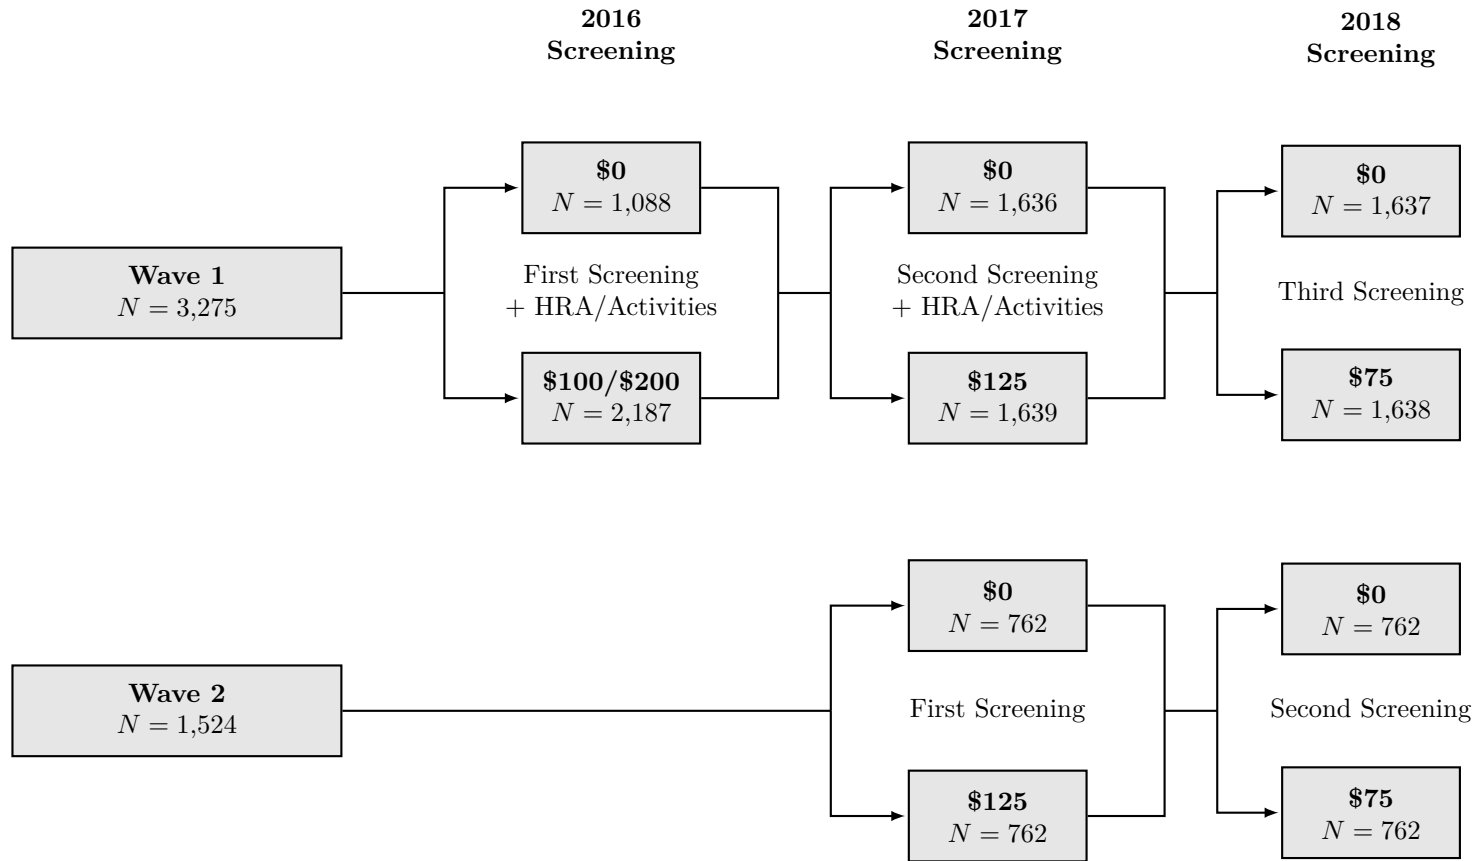 2016
Screening
2017
Screening
2018
Screening
Wave 1
N = 3,275
$0
N = 1,088
First Screening
+ HRA/Activities
$100/$200
N = 2,187
$0
N = 1,636
Second Screening
+ HRA/Activities
$125
N = 1,639
$0
N = 1,637
Third Screening
$75
N = 1,638
Wave 2
N = 1,524
$0
N = 762
First Screening
$125
N = 762
$0
N = 762
Second Screening
$75
N = 762